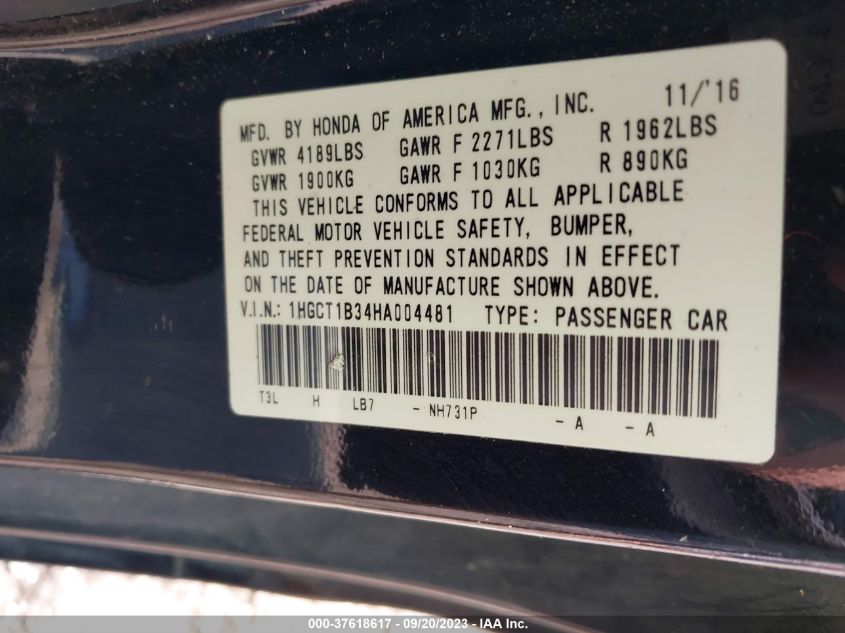 MFD. BY HONDA OF AMERICA MFG., INC. 11/'16
GVWR 4189LBS GAWR F 2271LBS R 1962LBS
GVWR 1900KG GAWR F 1030KG R 890KG
THIS VEHICLE CONFORMS TO ALL APPLICABLE
FEDERAL MOTOR VEHICLE SAFETY, BUMPER,
AND THEFT PREVENTION STANDARDS IN EFFECT
ON THE DATE OF MANUFACTURE SHOWN ABOVE.
V.I.N.: 1HGCT1B34HA004481 TYPE: PASSENGER CAR
T3L H LB7 - NH731P - A - A
000-37618617 - 09/20/2023 - IAA Inc.